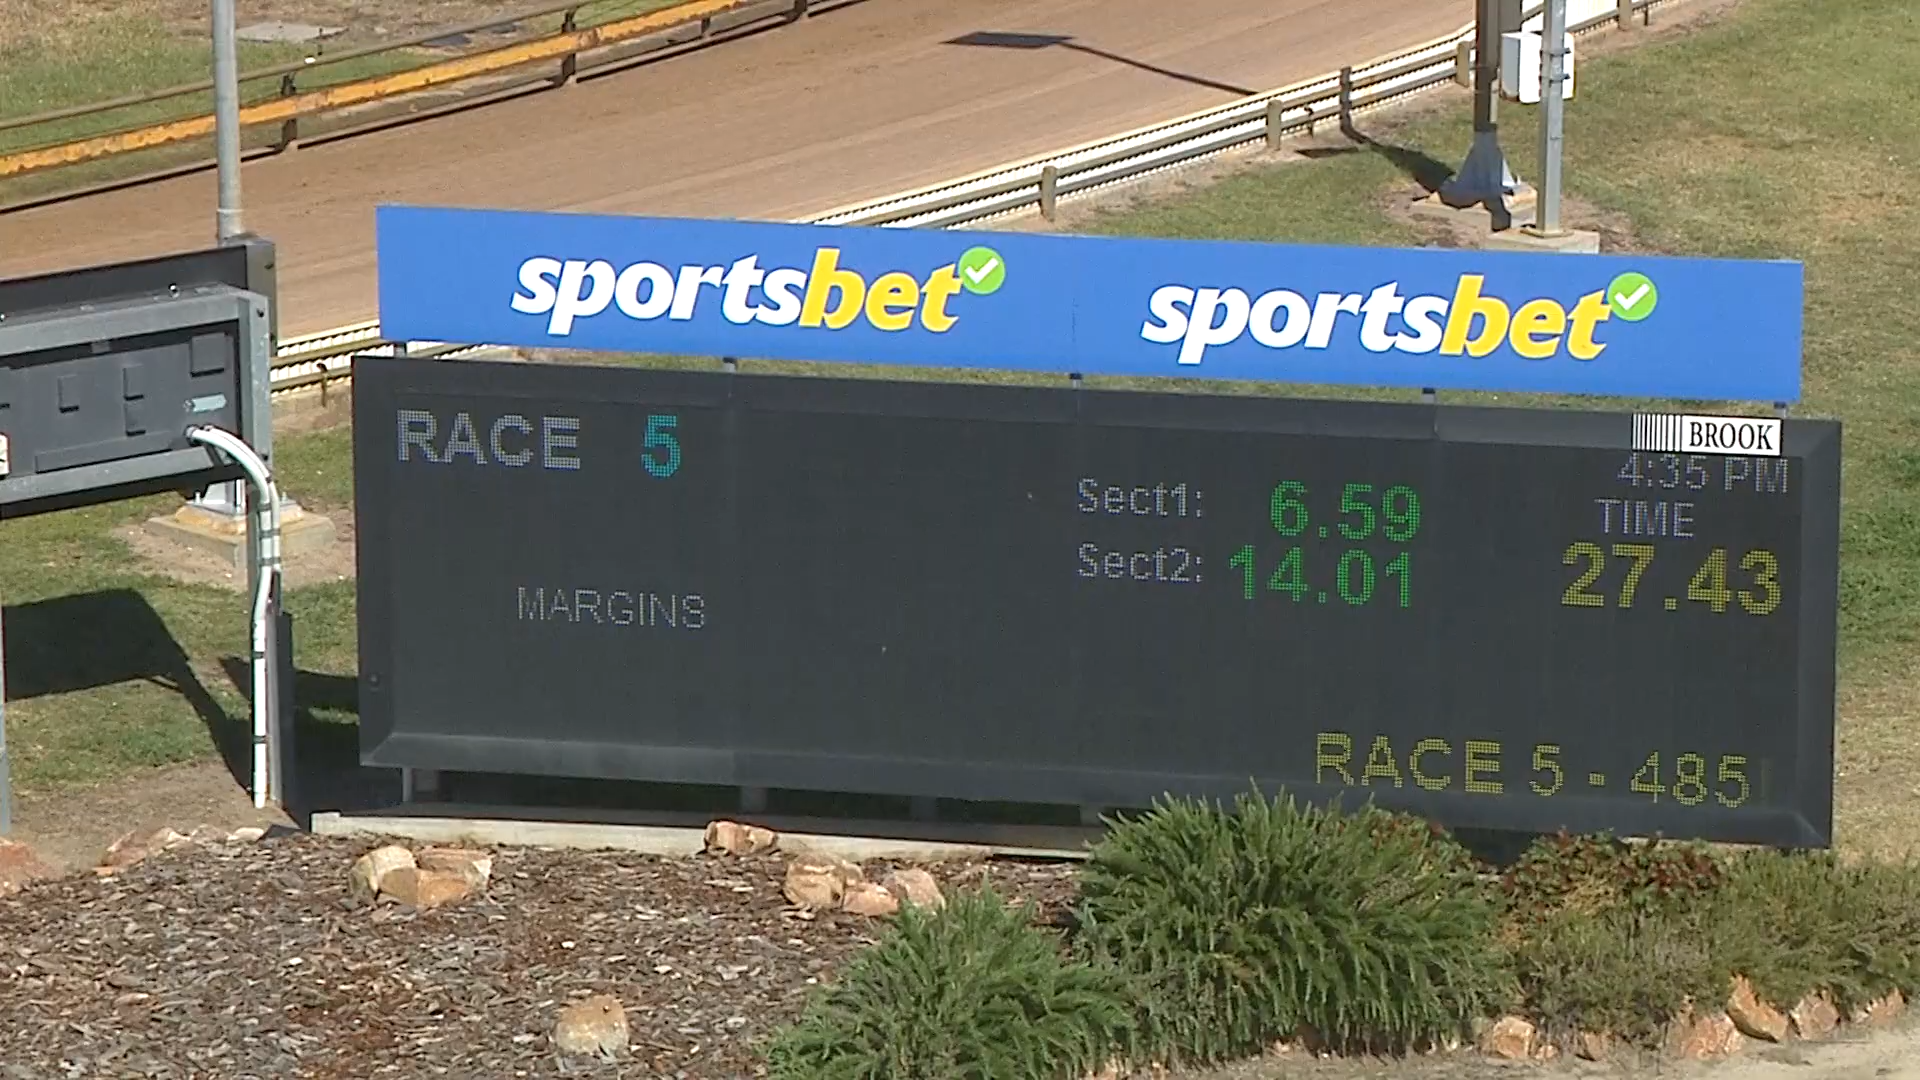 sportsbet sportsbet
BROOK
RACE 5
4:35 PM
Sect1: 6.59
TIME
Sect2: 14.01
27.43
MARGINS
RACE 5 - 485